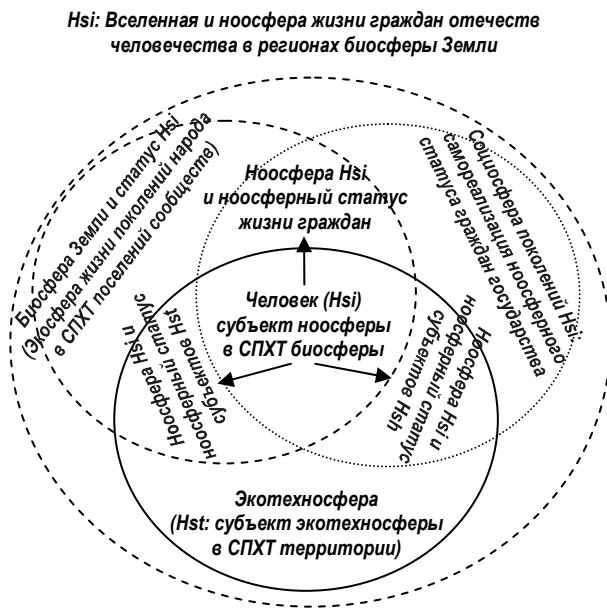 Hsi: Вселенная и ноосфера жизни граждан отечеств
человечества в регионах биосферы Земли
Биюсфера Земли и статус Hsi
(Экосфера жизни поколений народа
в СПХТ поселений сообществ)
Ноосфера Hsi
и ноосферный статус
жизни граждан
Социосфера поколений Hsi:
самореализация ноосферного
статуса граждан государства
Человек (Hsi)
субъект ноосферы
в СПХТ биосферы
Ноосфера Hsi и
ноосферный статус
субъектов Hst
Ноосфера Hsi и
ноосферный статус
субъектов Hsh
Экотехносфера
(Hst: субъект экотехносферы
в СПХТ территории)